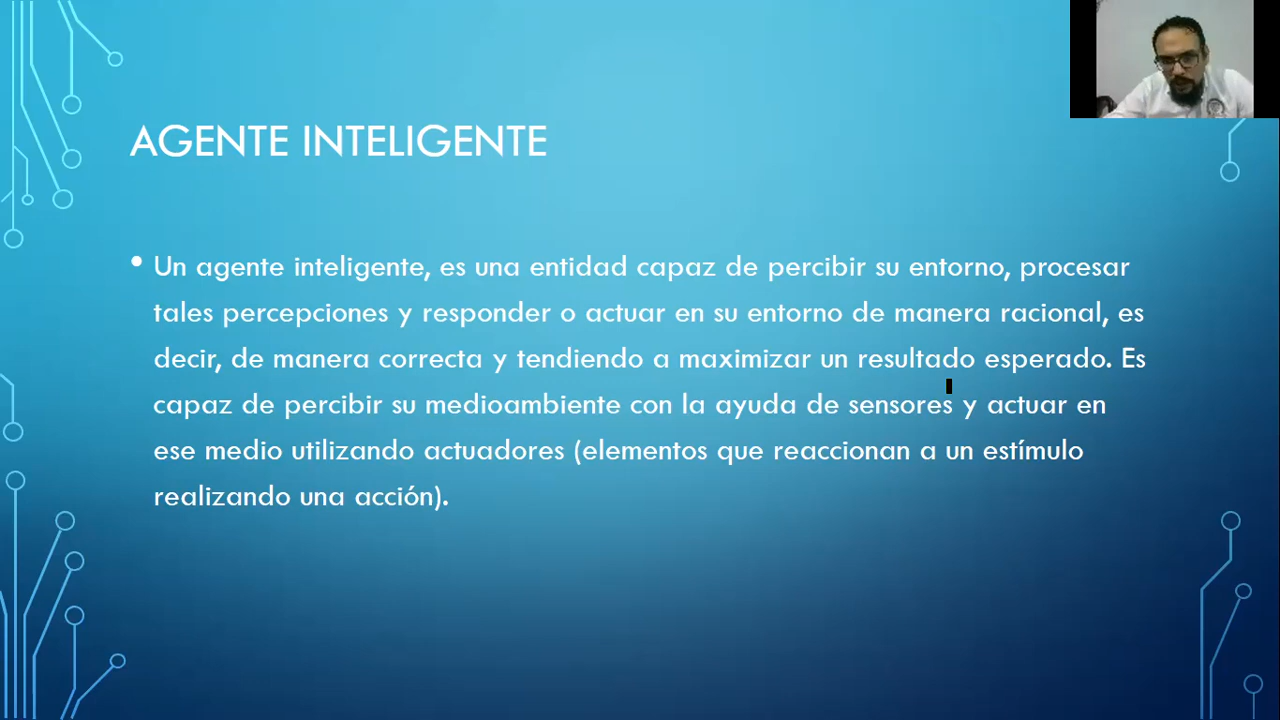 AGENTE INTELIGENTE
• Un agente inteligente, es una entidad capaz de percibir su entorno, procesar
tales percepciones y responder o actuar en su entorno de manera racional, es
decir, de manera correcta y tendiendo a maximizar un resultado esperado. Es
capaz de percibir su medioambiente con la ayuda de sensores y actuar en
ese medio utilizando actuadores (elementos que reaccionan a un estímulo
realizando una acción).